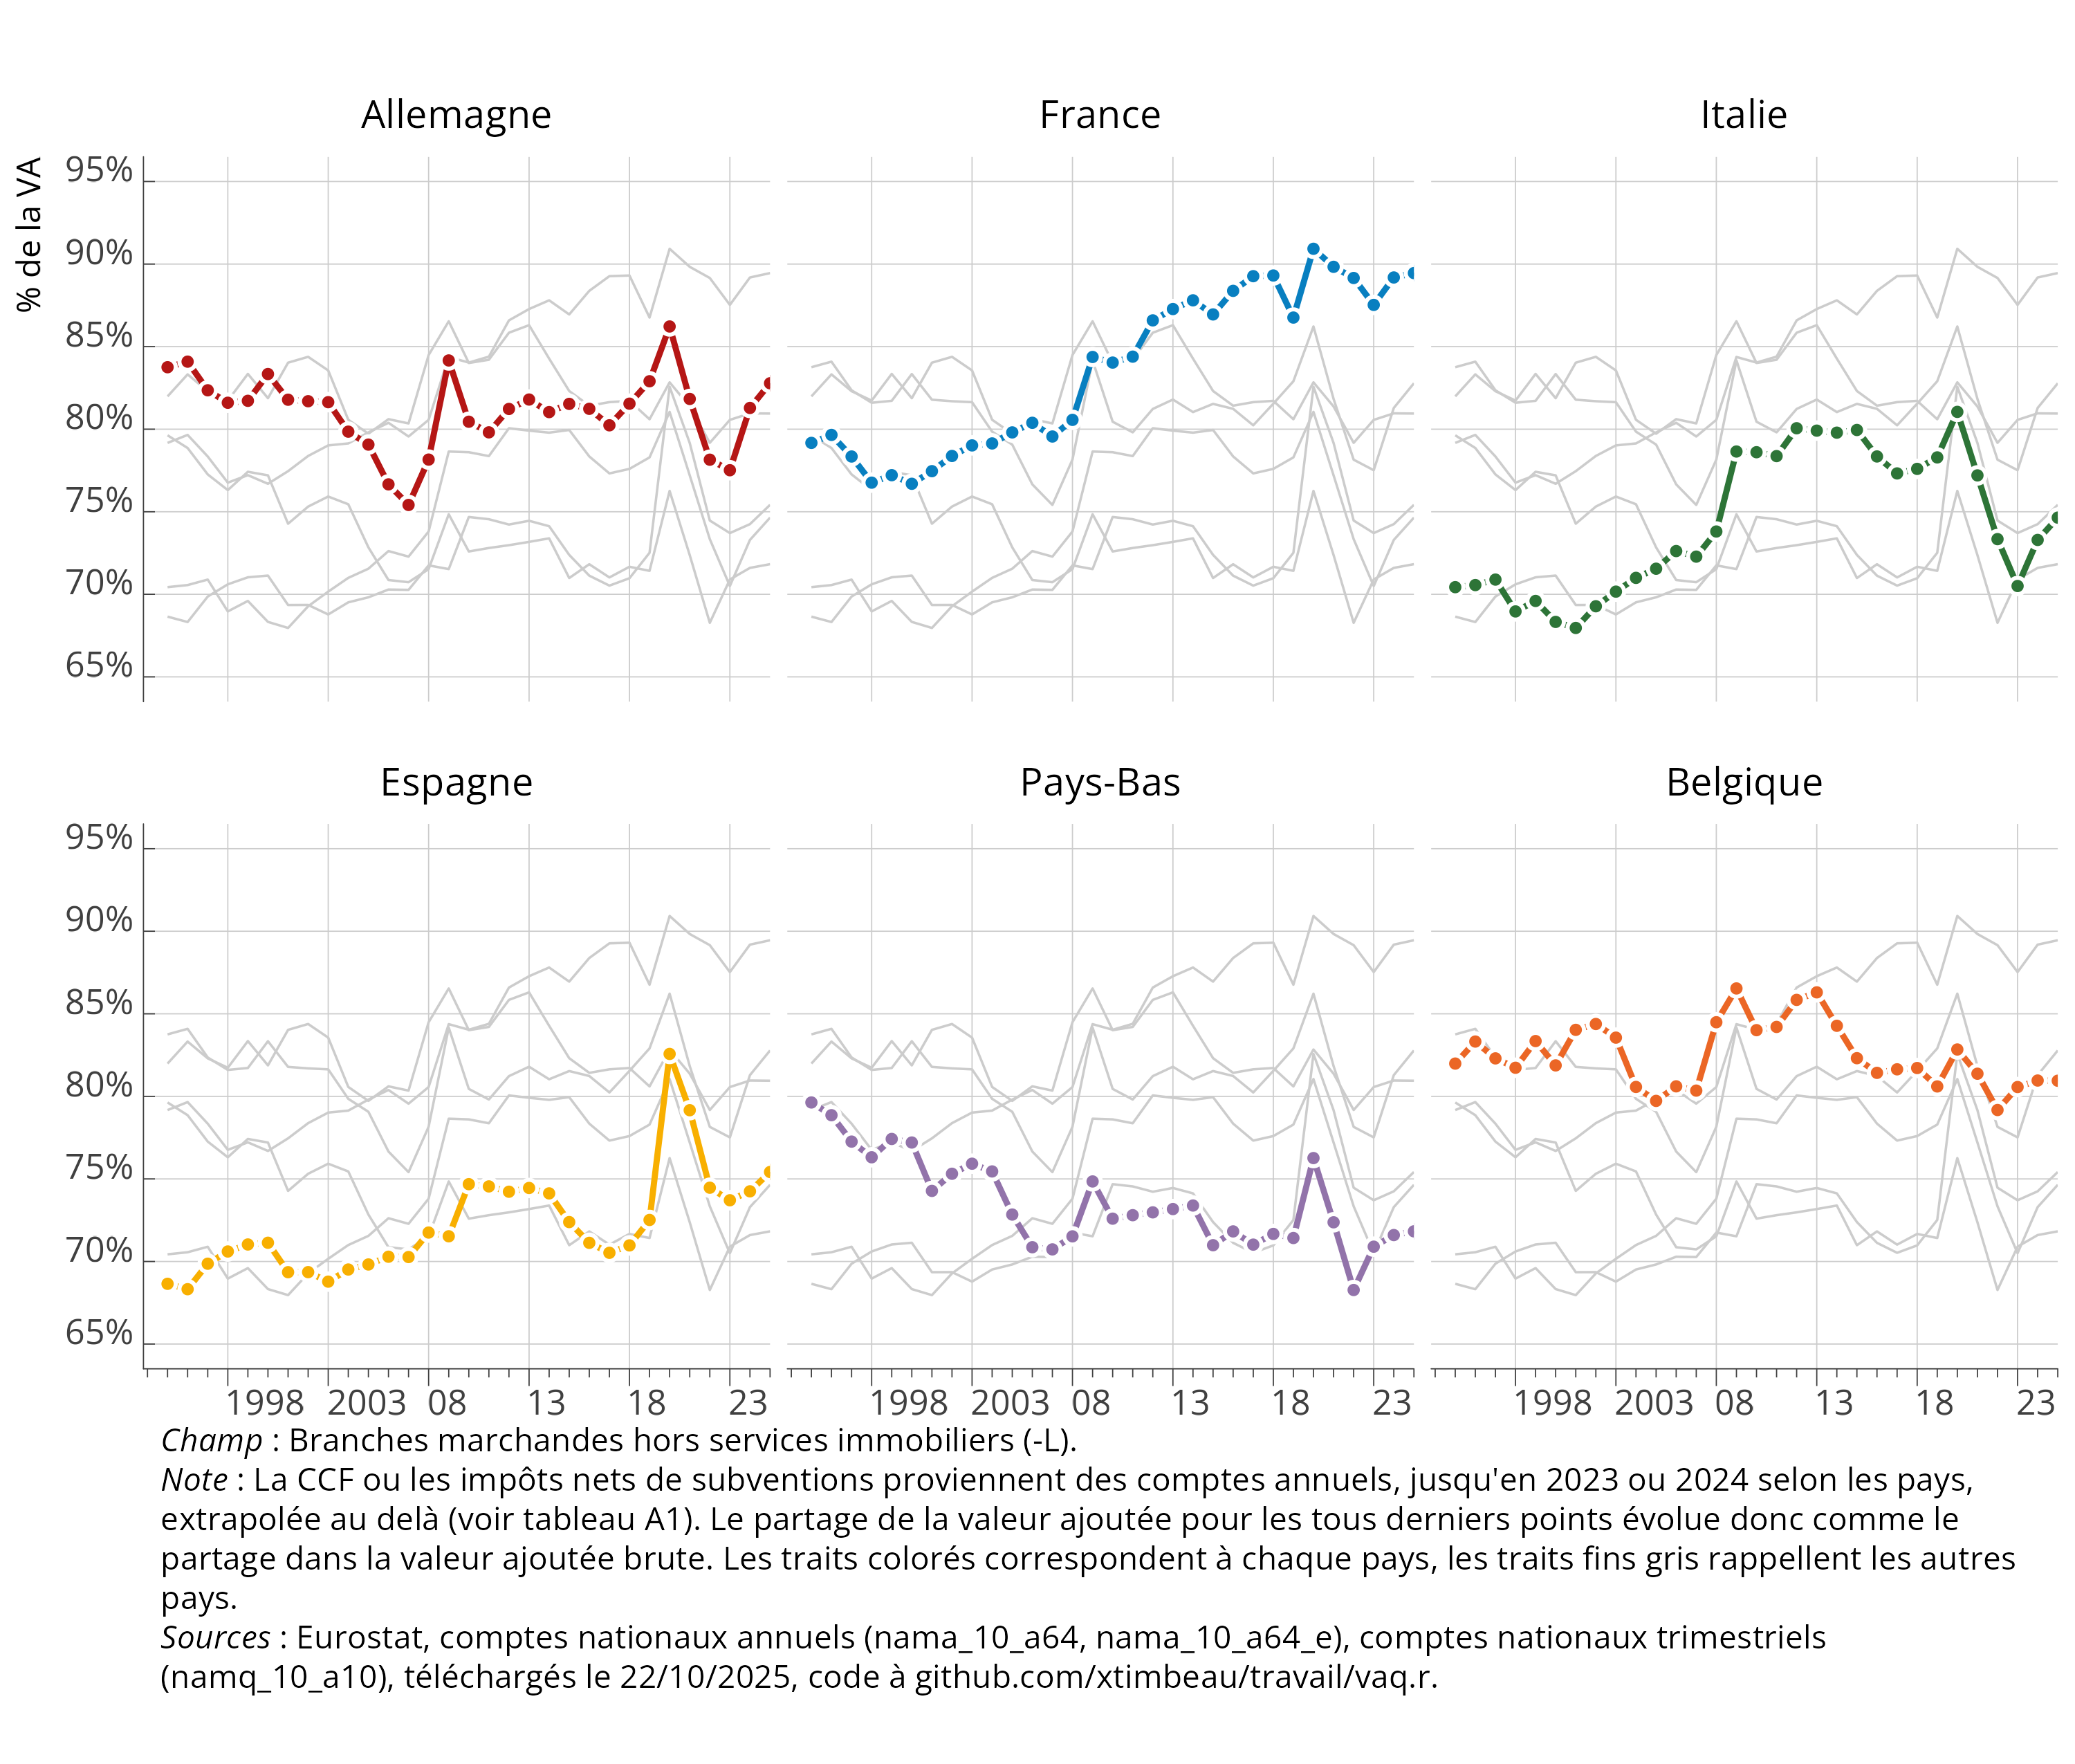 Allemagne
France
Italie
% de la VA
95%
90%
85%
80%
75%
70%
65%
Espagne
Pays-Bas
Belgique
95%
90%
85%
80%
75%
70%
65%
1998 2003 08 13 18 23
1998 2003 08 13 18 23
1998 2003 08 13 18 23
Champ : Branches marchandes hors services immobiliers (-L).
Note : La CCF ou les impôts nets de subventions proviennent des comptes annuels, jusqu'en 2023 ou 2024 selon les pays,
extrapolée au delà (voir tableau A1). Le partage de la valeur ajoutée pour les tous derniers points évolue donc comme le
partage dans la valeur ajoutée brute. Les traits colorés correspondent à chaque pays, les traits fins gris rappellent les autres
pays.
Sources : Eurostat, comptes nationaux annuels (nama_10_a64, nama_10_a64_e), comptes nationaux trimestriels
(namq_10_a10), téléchargés le 22/10/2025, code à github.com/xtimbeau/travail/vaq.r.